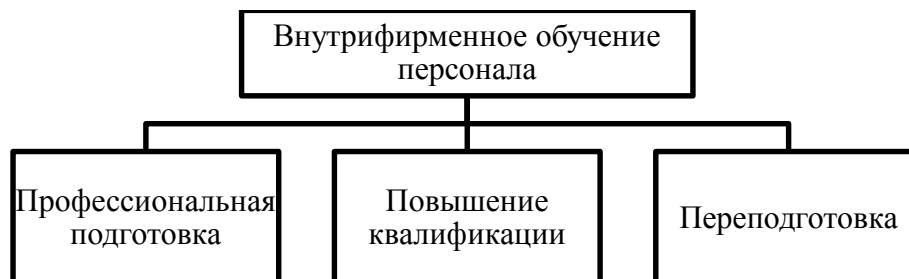 Внутрифирменное обучение
персонала
Профессиональная
подготовка
Повышение
квалификации
Переподготовка